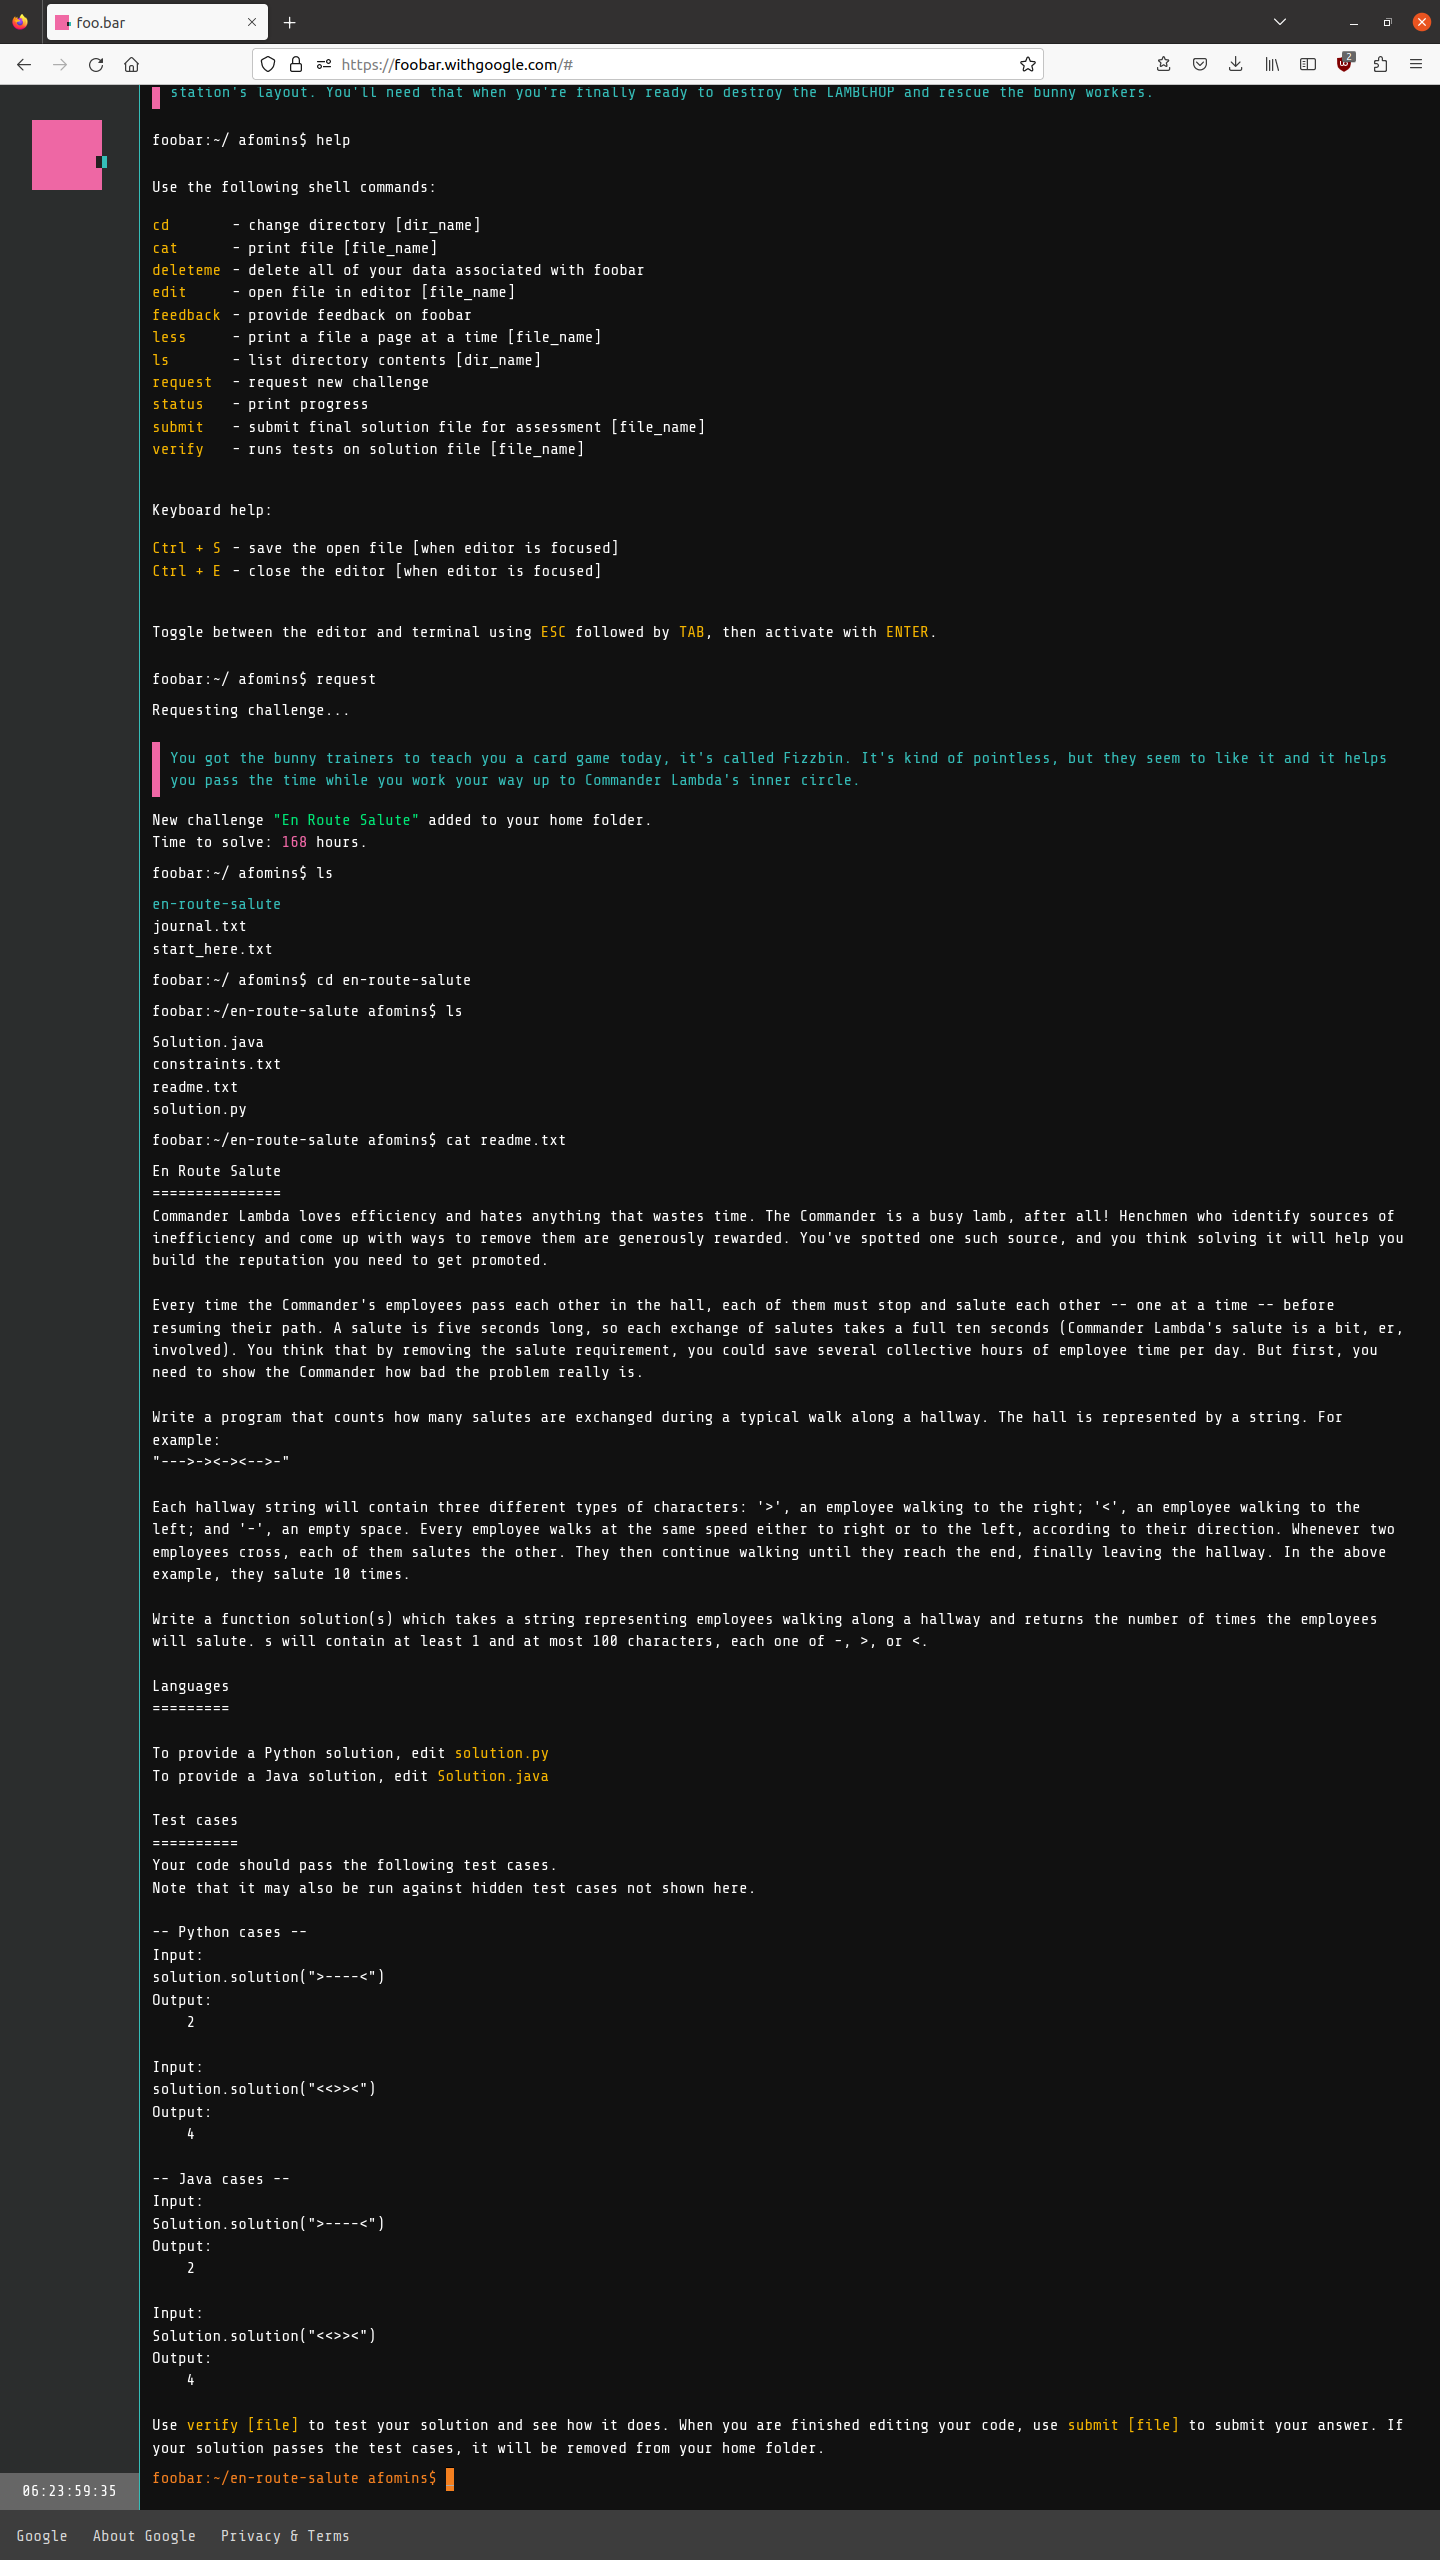 foo.bar
https://foobar.withgoogle.com/#
2
station's layout. You'll need that when you're finally ready to destroy the LAMBCHOP and rescue the bunny workers.
foobar:~/ afomins$ help
Use the following shell commands:
cd - change directory [dir_name]
cat - print file [file_name]
deleteme - delete all of your data associated with foobar
edit - open file in editor [file_name]
feedback - provide feedback on foobar
less - print a file a page at a time [file_name]
ls - list directory contents [dir_name]
request - request new challenge
status - print progress
submit - submit final solution file for assessment [file_name]
verify - runs tests on solution file [file_name]
Keyboard help:
Ctrl + S - save the open file [when editor is focused]
Ctrl + E - close the editor [when editor is focused]
Toggle between the editor and terminal using ESC followed by TAB, then activate with ENTER.
foobar:~/ afomins$ request
Requesting challenge...
You got the bunny trainers to teach you a card game today, it's called Fizzbin. It's kind of pointless, but they seem to like it and it helps
you pass the time while you work your way up to Commander Lambda's inner circle.
New challenge "En Route Salute" added to your home folder.
Time to solve: 168 hours.
foobar:~/ afomins$ ls
en-route-salute
journal.txt
start_here.txt
foobar:~/ afomins$ cd en-route-salute
foobar:~/en-route-salute afomins$ ls
Solution.java
constraints.txt
readme.txt
solution.py
foobar:~/en-route-salute afomins$ cat readme.txt
En Route Salute
===============
Commander Lambda loves efficiency and hates anything that wastes time. The Commander is a busy lamb, after all! Henchmen who identify sources of
inefficiency and come up with ways to remove them are generously rewarded. You've spotted one such source, and you think solving it will help you
build the reputation you need to get promoted.
Every time the Commander's employees pass each other in the hall, each of them must stop and salute each other -- one at a time -- before
resuming their path. A salute is five seconds long, so each exchange of salutes takes a full ten seconds (Commander Lambda's salute is a bit, er,
involved). You think that by removing the salute requirement, you could save several collective hours of employee time per day. But first, you
need to show the Commander how bad the problem really is.
Write a program that counts how many salutes are exchanged during a typical walk along a hallway. The hall is represented by a string. For
example:
"--->-><-><-->-"
Each hallway string will contain three different types of characters: '>', an employee walking to the right; '<', an employee walking to the
left; and '-', an empty space. Every employee walks at the same speed either to right or to the left, according to their direction. Whenever two
employees cross, each of them salutes the other. They then continue walking until they reach the end, finally leaving the hallway. In the above
example, they salute 10 times.
Write a function solution(s) which takes a string representing employees walking along a hallway and returns the number of times the employees
will salute. s will contain at least 1 and at most 100 characters, each one of -, >, or <.
Languages
=========
To provide a Python solution, edit solution.py
To provide a Java solution, edit Solution.java
Test cases
==========
Your code should pass the following test cases.
Note that it may also be run against hidden test cases not shown here.
-- Python cases --
Input:
solution.solution(">----<")
Output:
2
Input:
solution.solution("<<>><")
Output:
4
-- Java cases --
Input:
Solution.solution(">----<")
Output:
2
Input:
Solution.solution("<<>><")
Output:
4
Use verify [file] to test your solution and see how it does. When you are finished editing your code, use submit [file] to submit your answer. If
your solution passes the test cases, it will be removed from your home folder.
foobar:~/en-route-salute afomins$
06:23:59:35
Google About Google Privacy & Terms